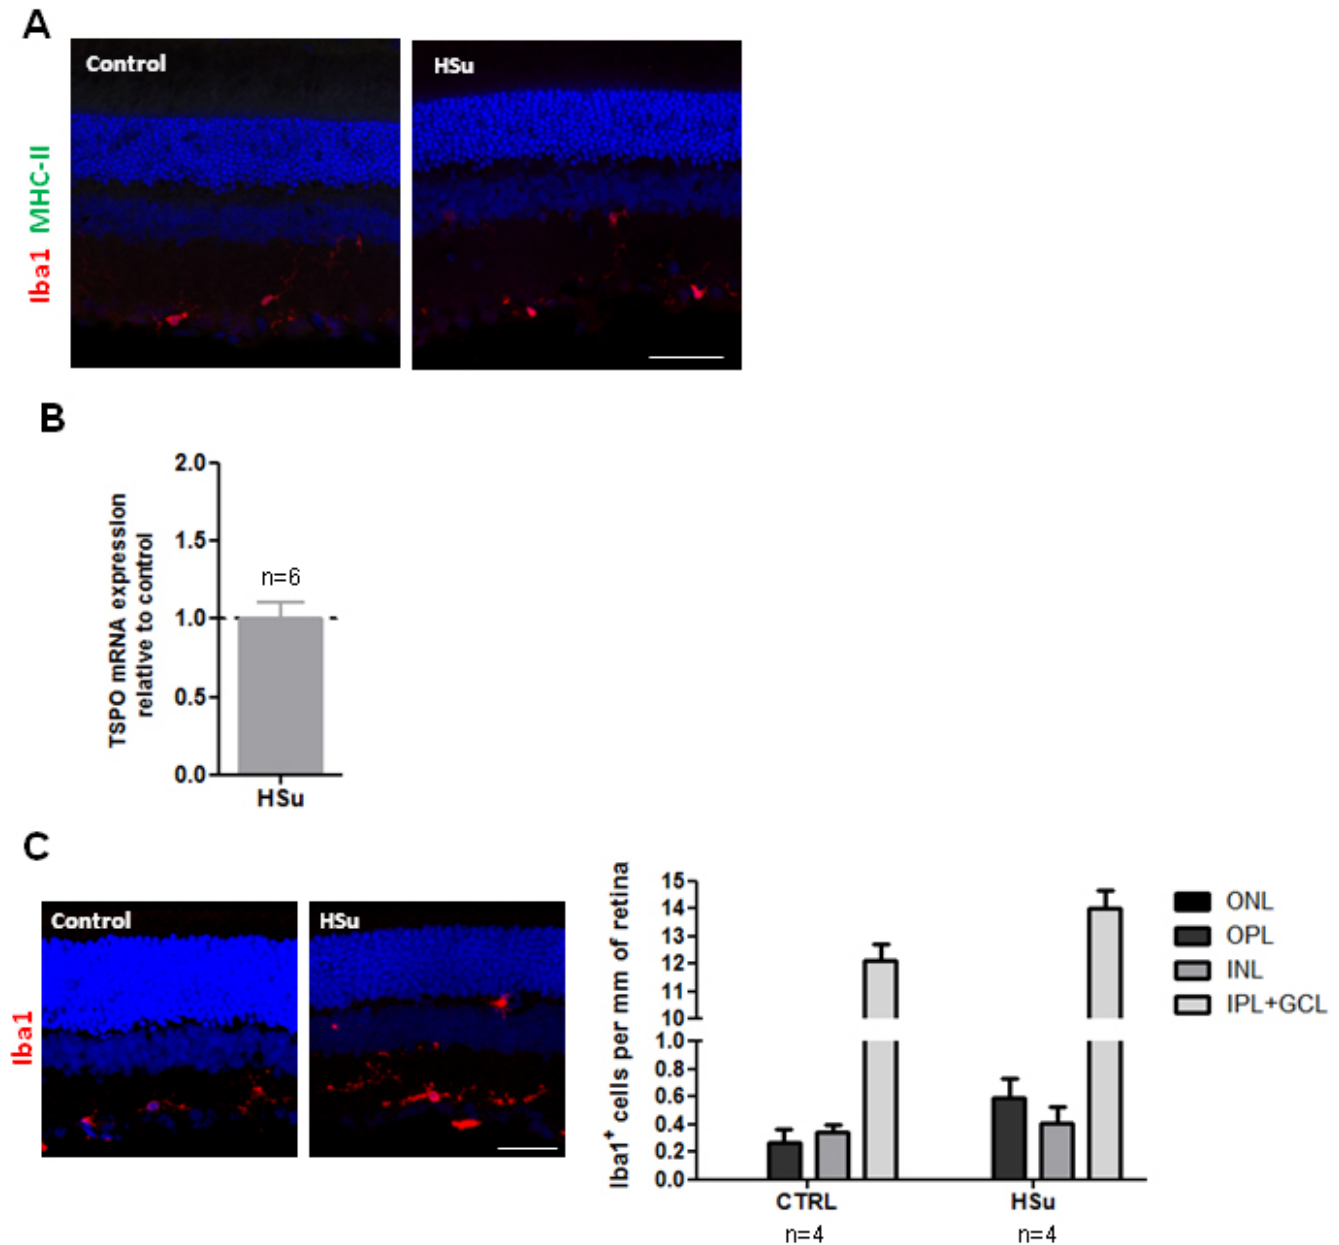 A
Control
HSu
Iba1 MHC-II
B
TSPO mRNA expression
relative to control
2.0
1.5
1.0
0.5
0.0
n=6
HSu
C
Control
HSu
Iba1
Iba1⁺ cells per mm of retina
15
14
13
12
11
10
1.0
0.8
0.6
0.4
0.2
0.0
CTRL
HSu
n=4
n=4
ONL
OPL
INL
IPL+GCL